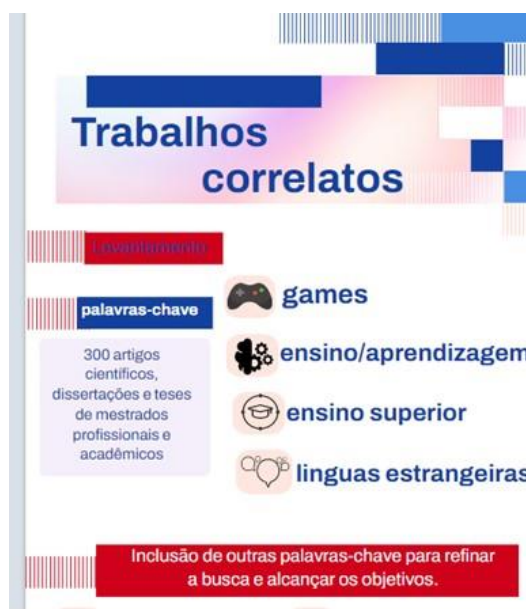 Trabalhos
correlatos
Levantamento
palavras-chave
300 artigos
científicos,
dissertações e teses
de mestrados
profissionais e
acadêmicos
games
ensino/aprendizagem
ensino superior
linguas estrangeiras
Inclusão de outras palavras-chave para refinar
a busca e alcançar os objetivos.